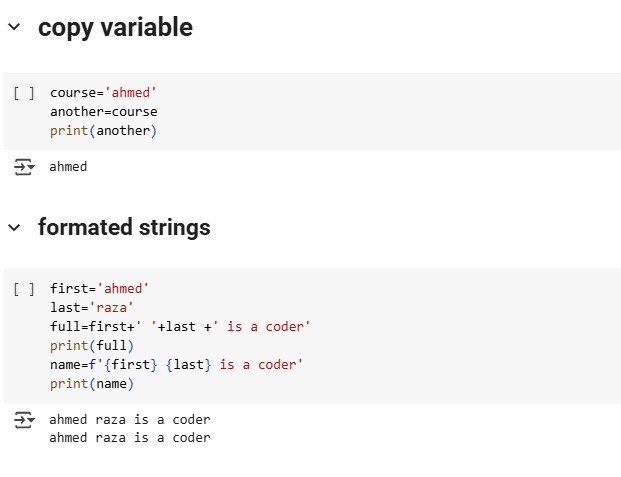 copy variable
[ ] course='ahmed'
another=course
print(another)
ahmed
formated strings
[ ] first='ahmed'
last='raza'
full=first+' '+last +' is a coder'
print(full)
name=f'{first} {last} is a coder'
print(name)
ahmed raza is a coder
ahmed raza is a coder